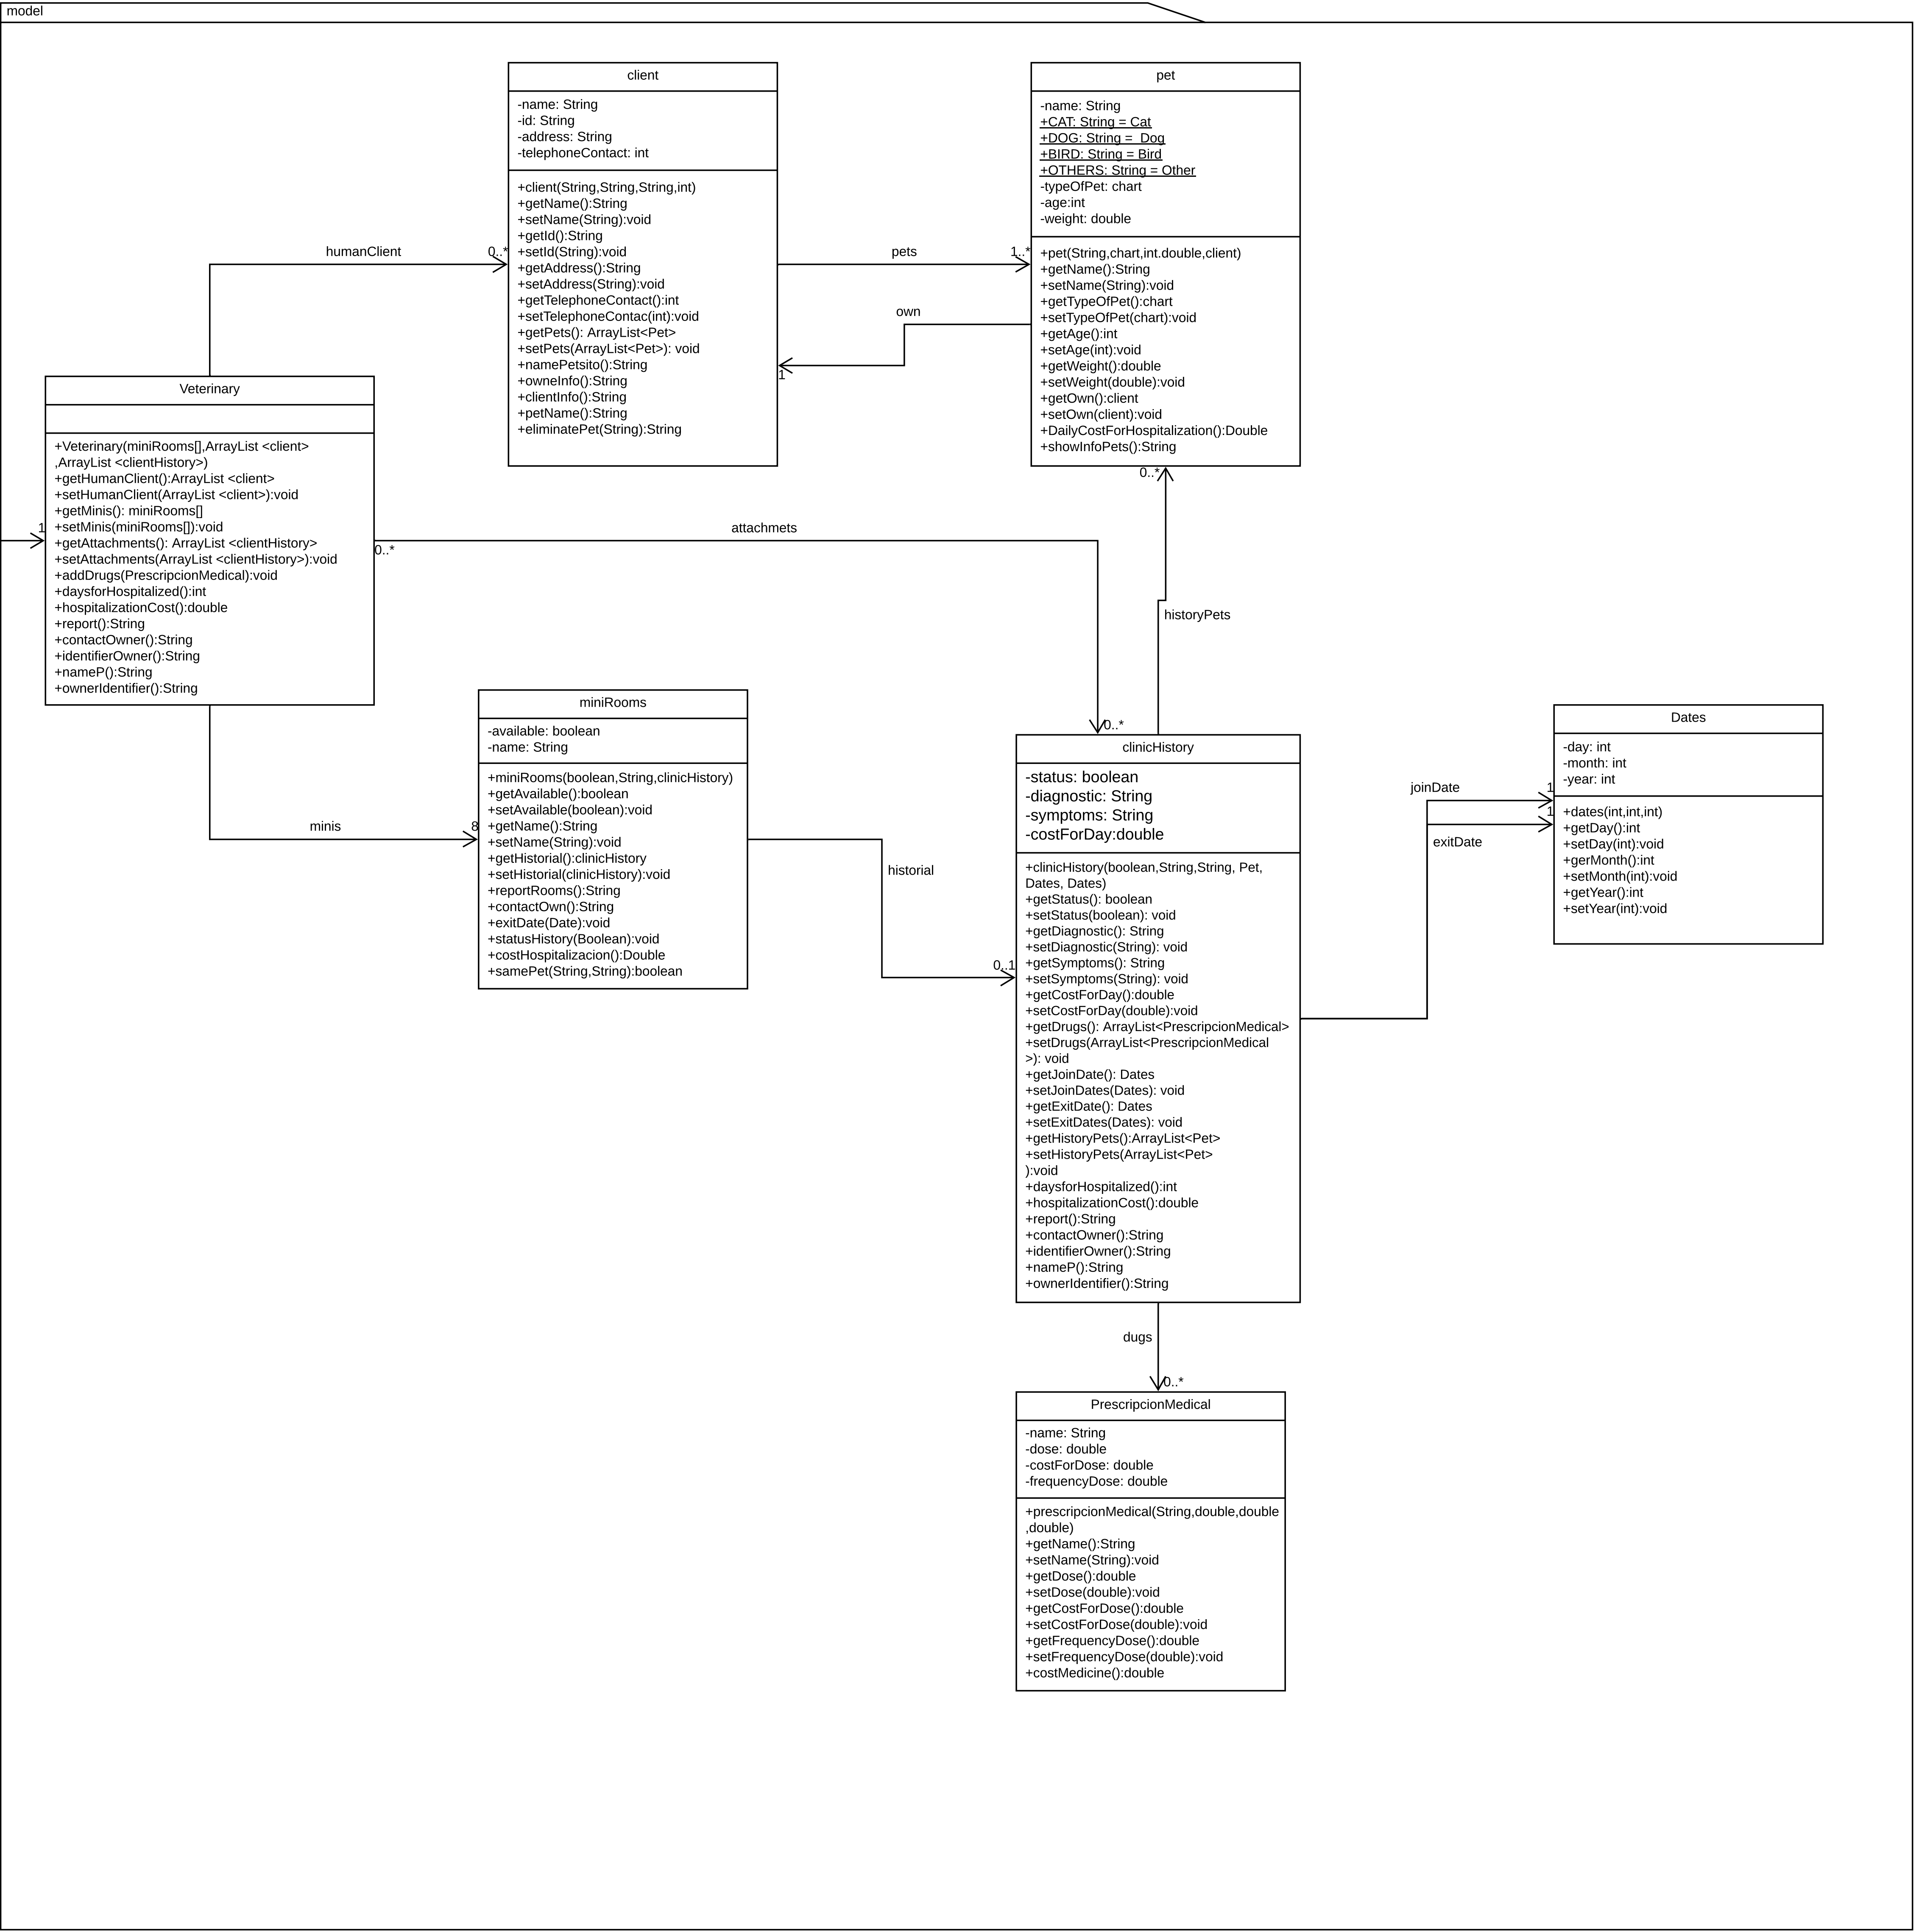 model
client
-name: String
-id: String
-address: String
-telephoneContact: int
+client(String,String,String,int)
+getName():String
+setName(String):void
+getId():String
+setId(String):void
+getAddress():String
+setAddress(String):void
+getTelephoneContact():int
+setTelephoneContac(int):void
+getPets(): ArrayList<Pet>
+setPets(ArrayList<Pet>): void
+namePetsito():String
+owneInfo():String
+clientInfo():String
+petName():String
+eliminatePet(String):String
pet
-name: String
+CAT: String = Cat
+DOG: String =  Dog
+BIRD: String = Bird
+OTHERS: String = Other
-typeOfPet: chart
-age:int
-weight: double
+pet(String,chart,int.double,client)
+getName():String
+setName(String):void
+getTypeOfPet():chart
+setTypeOfPet(chart):void
+getAge():int
+setAge(int):void
+getWeight():double
+setWeight(double):void
+getOwn():client
+setOwn(client):void
+DailyCostForHospitalization():Double
+showInfoPets():String
humanClient
0..*
pets
1..*
own
1
Veterinary
+Veterinary(miniRooms[],ArrayList <client>
,ArrayList <clientHistory>)
+getHumanClient():ArrayList <client>
+setHumanClient(ArrayList <client>):void
+getMinis(): miniRooms[]
+setMinis(miniRooms[]):void
+getAttachments(): ArrayList <clientHistory>
+setAttachments(ArrayList <clientHistory>):void
+addDrugs(PrescripcionMedical):void
+daysforHospitalized():int
+hospitalizationCost():double
+report():String
+contactOwner():String
+identifierOwner():String
+nameP():String
+ownerIdentifier():String
1
0..*
attachmets
0..*
0..*
historyPets
minis
8
miniRooms
-available: boolean
-name: String
+miniRooms(boolean,String,clinicHistory)
+getAvailable():boolean
+setAvailable(boolean):void
+getName():String
+setName(String):void
+getHistorial():clinicHistory
+setHistorial(clinicHistory):void
+reportRooms():String
+contactOwn():String
+exitDate(Date):void
+statusHistory(Boolean):void
+costHospitalizacion():Double
+samePet(String,String):boolean
historial
0..1
clinicHistory
-status: boolean
-diagnostic: String
-symptoms: String
-costForDay:double
+clinicHistory(boolean,String,String, Pet,
Dates, Dates)
+getStatus(): boolean
+setStatus(boolean): void
+getDiagnostic(): String
+setDiagnostic(String): void
+getSymptoms(): String
+setSymptoms(String): void
+getCostForDay():double
+setCostForDay(double):void
+getDrugs(): ArrayList<PrescripcionMedical>
+setDrugs(ArrayList<PrescripcionMedical
>): void
+getJoinDate(): Dates
+setJoinDates(Dates): void
+getExitDate(): Dates
+setExitDates(Dates): void
+getHistoryPets():ArrayList<Pet>
+setHistoryPets(ArrayList<Pet>
):void
+daysforHospitalized():int
+hospitalizationCost():double
+report():String
+contactOwner():String
+identifierOwner():String
+nameP():String
+ownerIdentifier():String
joinDate
1
exitDate
1
Dates
-day: int
-month: int
-year: int
+dates(int,int,int)
+getDay():int
+setDay(int):void
+gerMonth():int
+setMonth(int):void
+getYear():int
+setYear(int):void
dugs
0..*
PrescripcionMedical
-name: String
-dose: double
-costForDose: double
-frequencyDose: double
+prescripcionMedical(String,double,double
,double)
+getName():String
+setName(String):void
+getDose():double
+setDose(double):void
+getCostForDose():double
+setCostForDose(double):void
+getFrequencyDose():double
+setFrequencyDose(double):void
+costMedicine():double